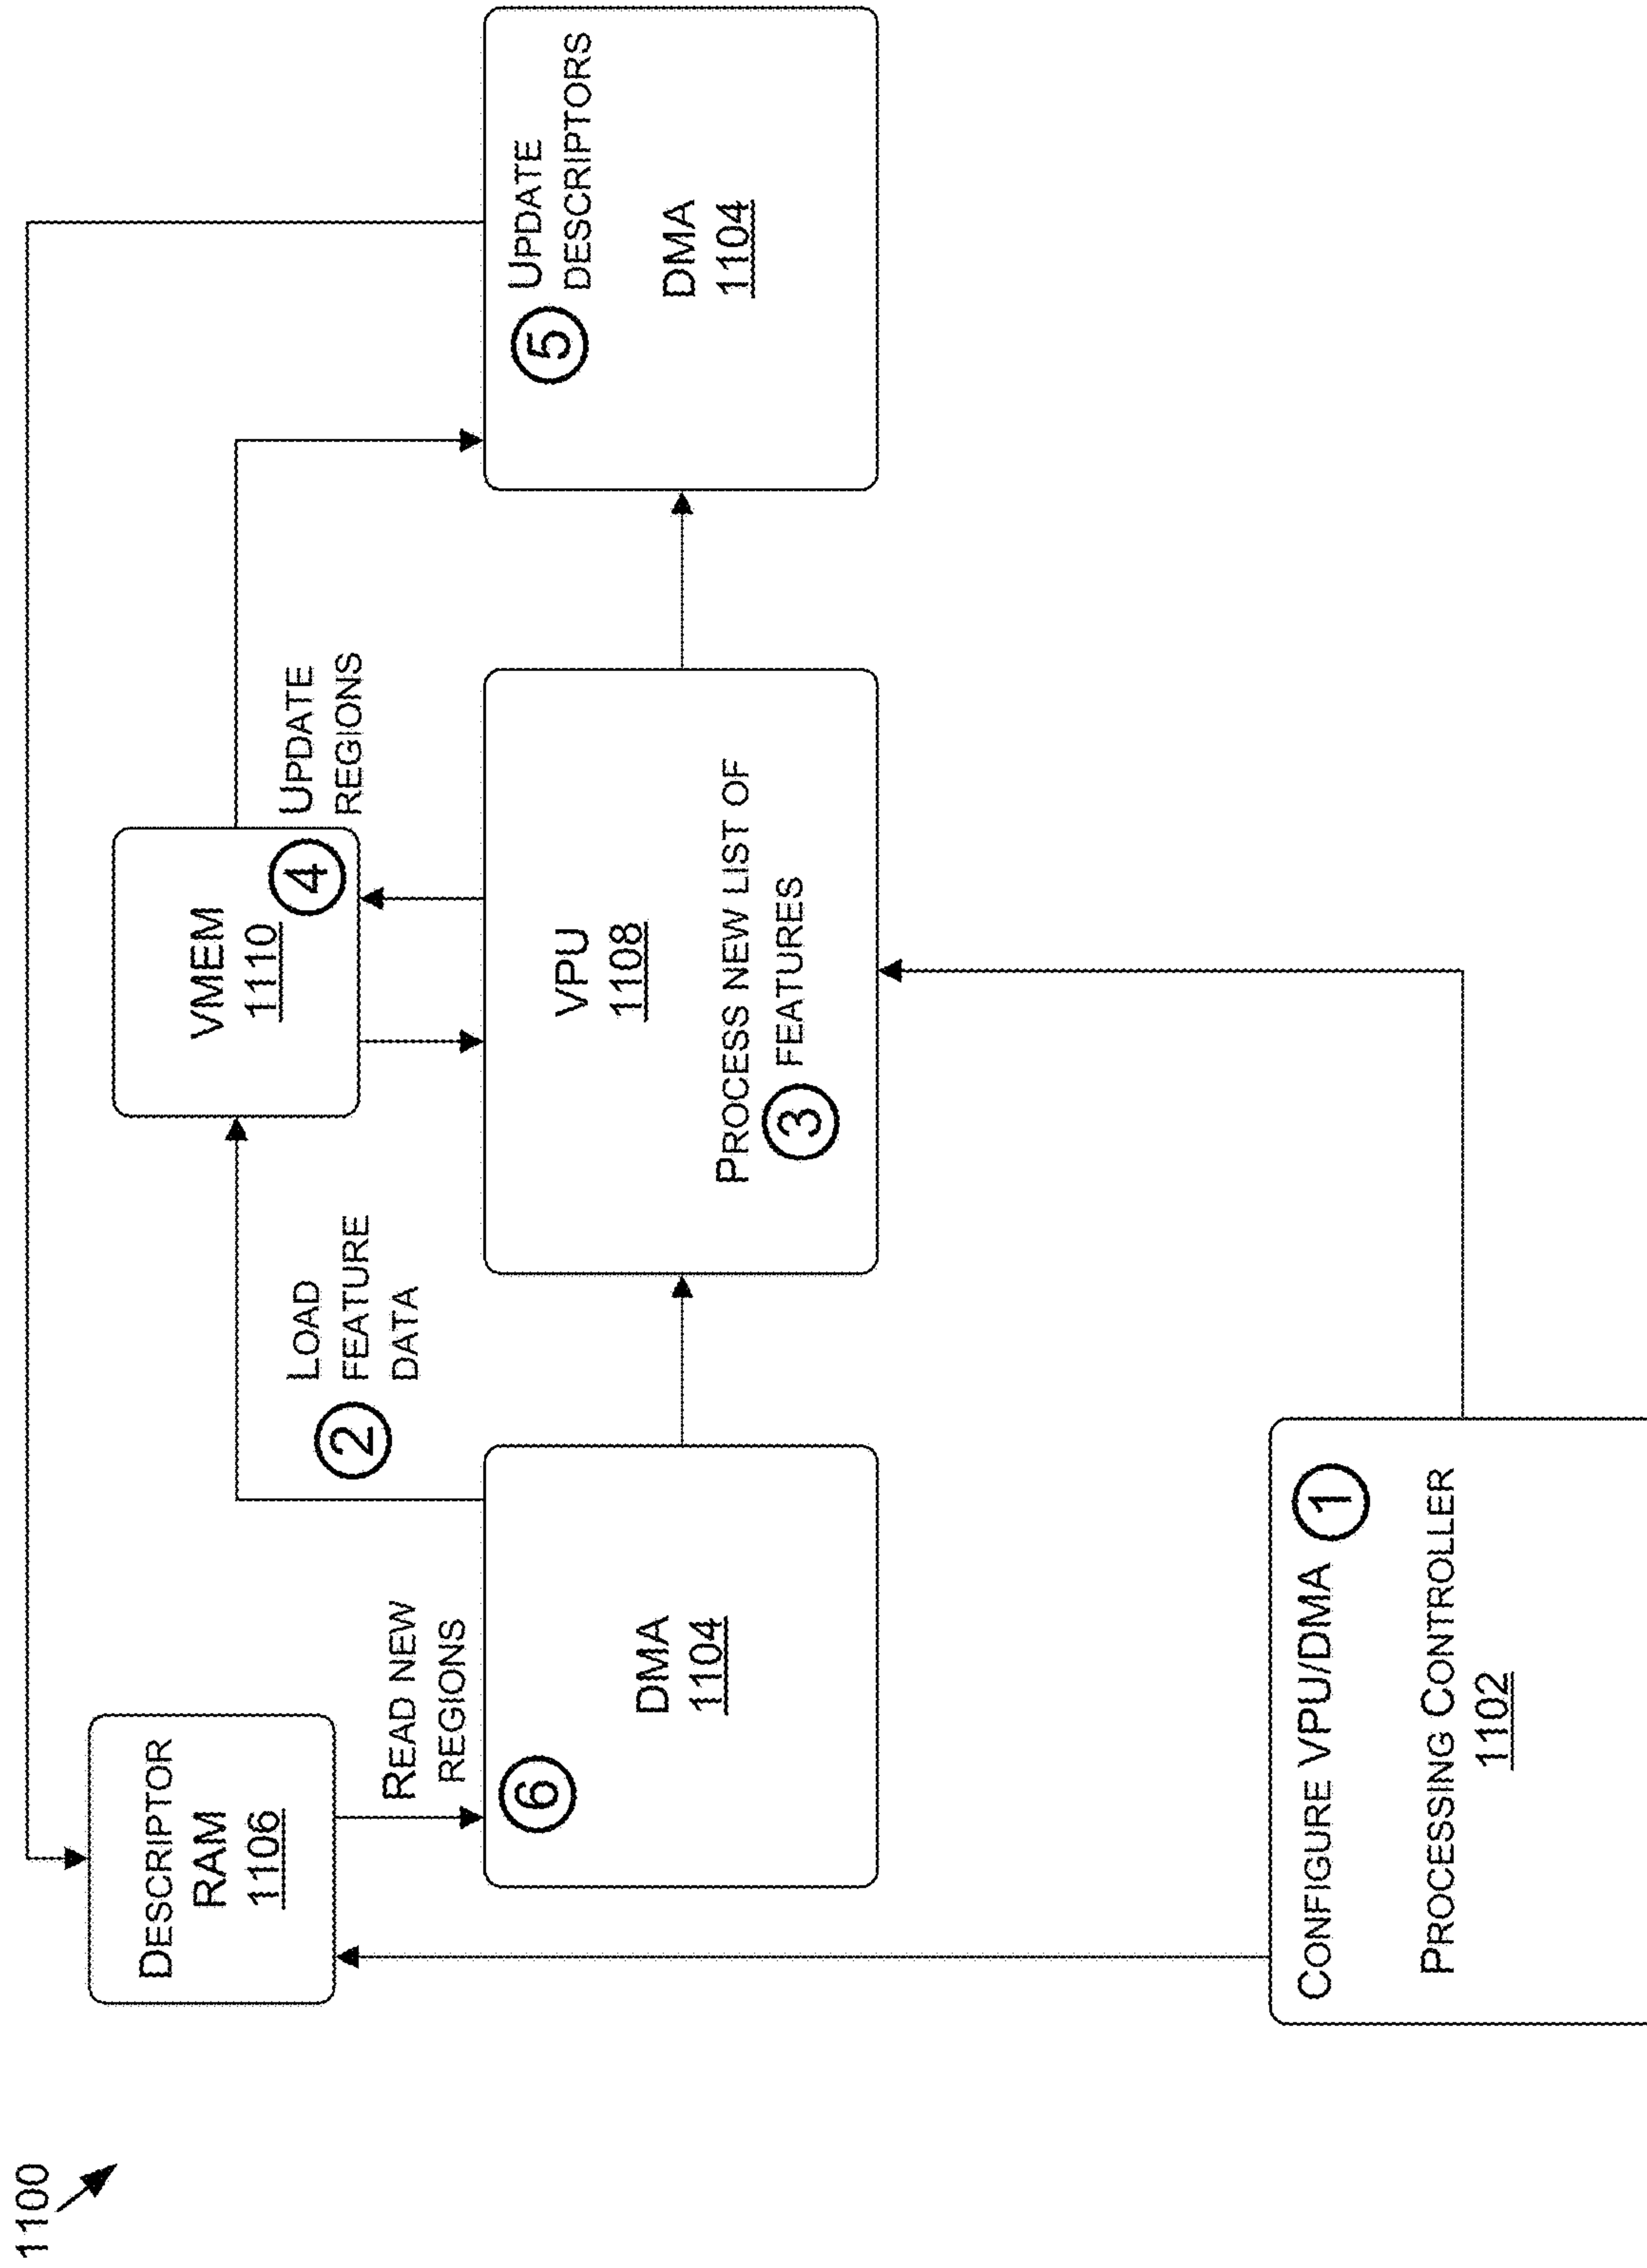 1100
DESCRIPTOR
RAM
1106
READ NEW
REGIONS
6
DMA
1104
2
LOAD
FEATURE
DATA
VMEM
1110
4
UPDATE
REGIONS
VPU
1108
PROCESS NEW LIST OF
3 FEATURES
5
UPDATE
DESCRIPTORS
DMA
1104
CONFIGURE VPU/DMA 1
PROCESSING CONTROLLER
1102